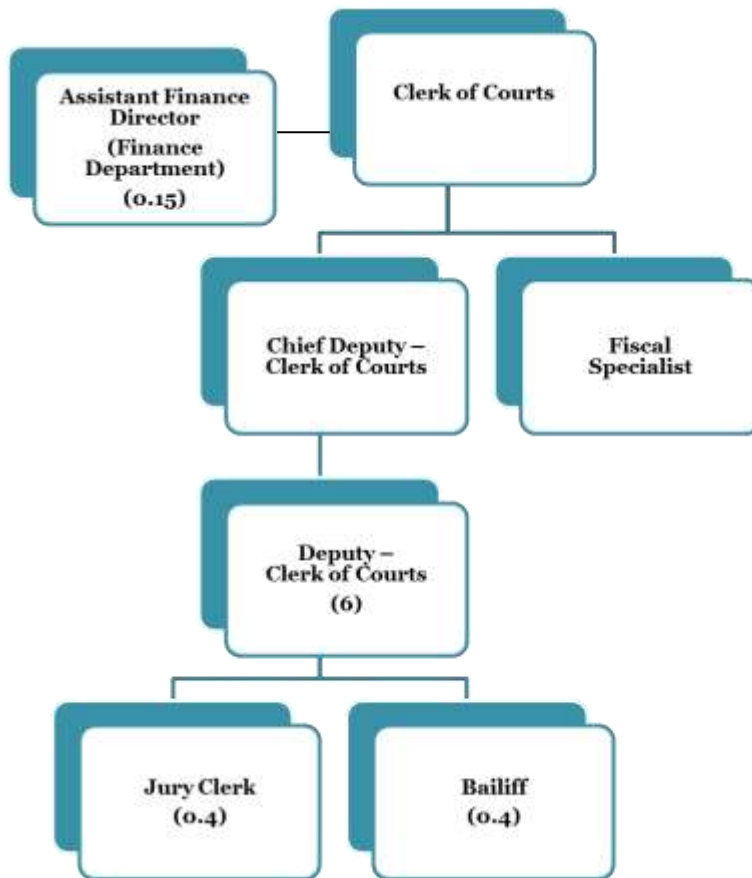 Clerk of Courts
Assistant Finance
Director
(Finance
Department)
(0.15)
Chief Deputy –
Clerk of Courts
Fiscal
Specialist
Deputy –
Clerk of Courts
(6)
Jury Clerk
(0.4)
Bailiff
(0.4)